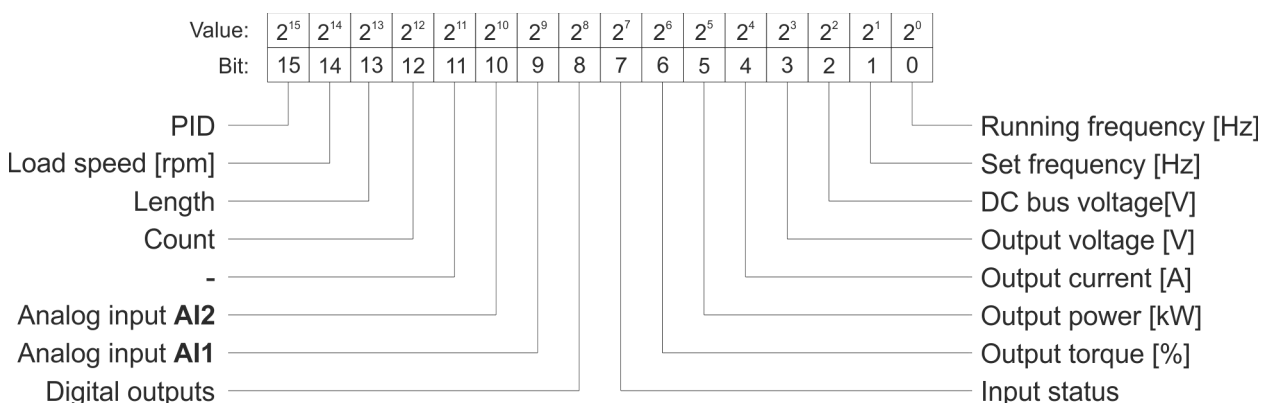 Value: 2¹⁵ 2¹⁴ 2¹³ 2¹² 2¹¹ 2¹⁰ 2⁹ 2⁸ 2⁷ 2⁶ 2⁵ 2⁴ 2³ 2² 2¹ 2⁰
Bit: 15 14 13 12 11 10 9 8 7 6 5 4 3 2 1 0
PID Running frequency [Hz]
Load speed [rpm] Set frequency [Hz]
Length DC bus voltage[V]
Count Output voltage [V]
- Output current [A]
Analog input AI2 Output power [kW]
Analog input AI1 Output torque [%]
Digital outputs Input status